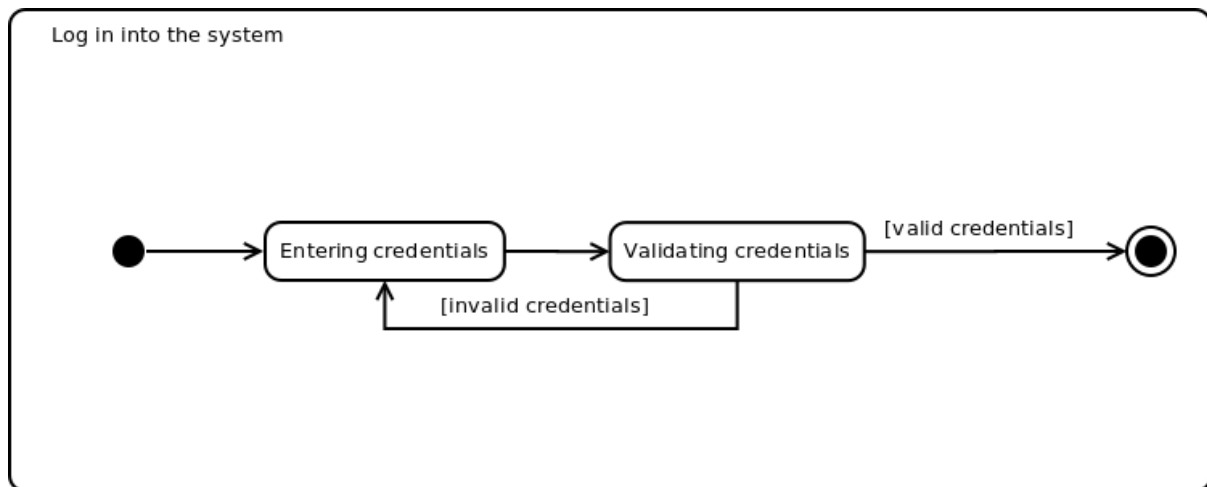 Log in into the system
[valid credentials]
Entering credentials
Validating credentials
[invalid credentials]